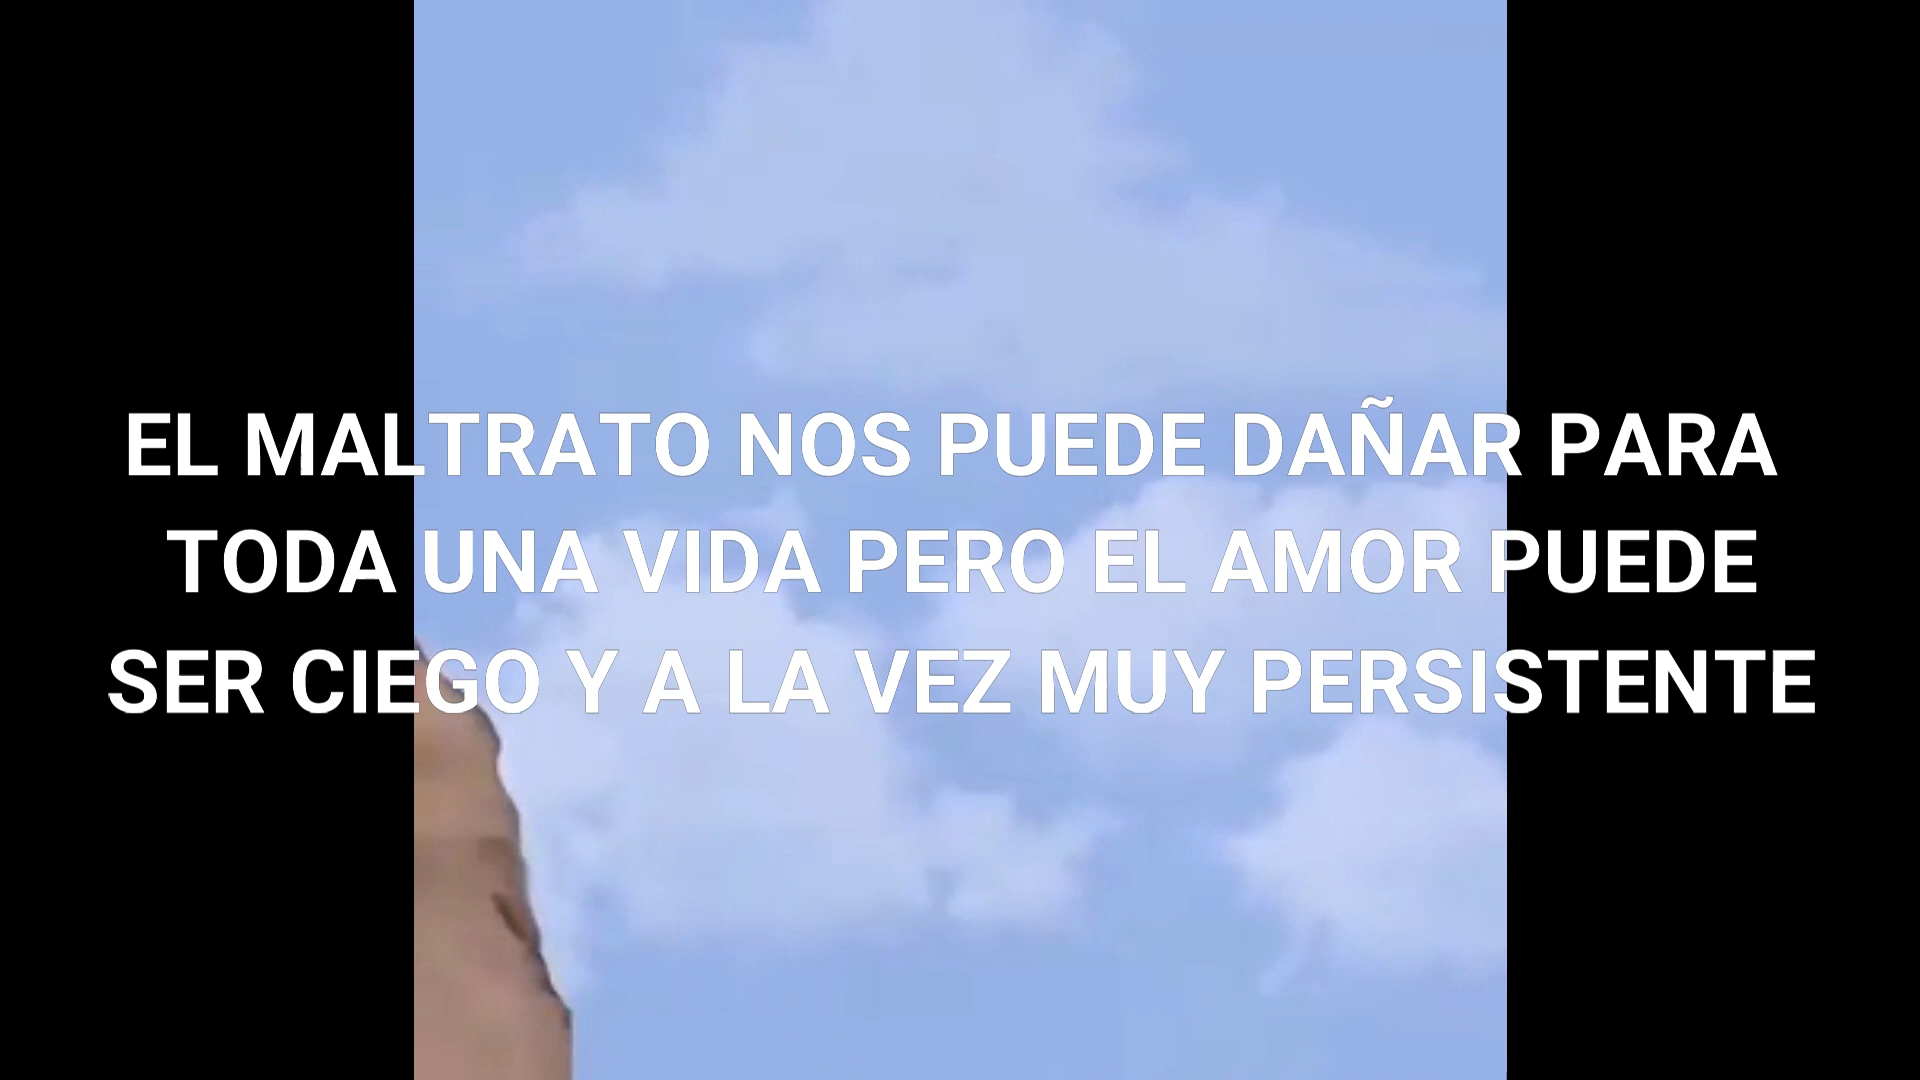 EL MALTRATO NOS PUEDE DAÑAR PARA
TODA UNA VIDA PERO EL AMOR PUEDE
SER CIEGO Y A LA VEZ MUY PERSISTENTE